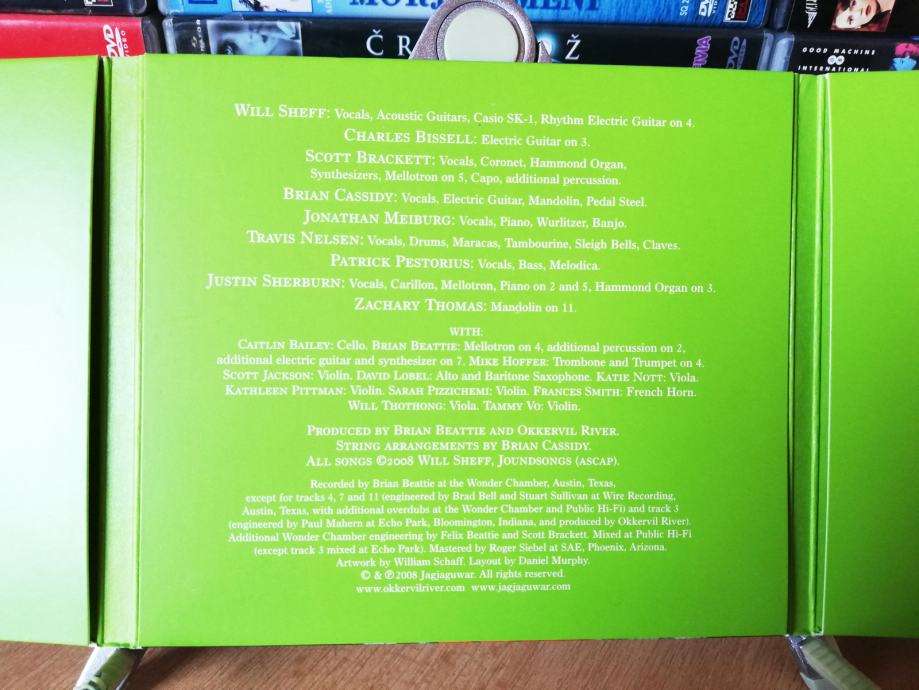 DVD
VIDEO
SQ 2
DVD
ČR
Ž
GOOD MACHINE
INTERNATIONAL
WILL SHEFF: Vocals, Acoustic Guitars, Casio SK-1, Rhythm Electric Guitar on 4.
CHARLES BISSELL: Electric Guitar on 3.
SCOTT BRACKETT: Vocals, Coronet, Hammond Organ,
Synthesizers, Mellotron on 5, Capo, additional percussion.
BRIAN CASSIDY: Vocals, Electric Guitar, Mandolin, Pedal Steel.
JONATHAN MEIBURG: Vocals, Piano, Wurlitzer, Banjo.
TRAVIS NELSEN: Vocals, Drums, Maracas, Tambourine, Sleigh Bells, Claves.
PATRICK PESTORIUS: Vocals, Bass, Melodica.
JUSTIN SHERBURN: Vocals, Carillon, Mellotron, Piano on 2 and 5, Hammond Organ on 3.
ZACHARY THOMAS: Mandolin on 11.
WITH:
CAITLIN BAILEY: Cello. BRIAN BEATTIE: Mellotron on 4, additional percussion on 2,
additional electric guitar and synthesizer on 7. MIKE HOFFER: Trombone and Trumpet on 4.
SCOTT JACKSON: Violin. DAVID LOBEL: Alto and Baritone Saxophone. KATIE NOTT: Viola.
KATHLEEN PITTMAN: Violin. SARAH PIZZICHEMI: Violin. FRANCES SMITH: French Horn.
WILL THOTHONG: Viola. TAMMY VO: Violin.
PRODUCED BY BRIAN BEATTIE AND OKKERVIL RIVER.
STRING ARRANGEMENTS BY BRIAN CASSIDY.
ALL SONGS ©2008 WILL SHEFF, JOUNDSONGS (ASCAP).
Recorded by Brian Beattie at the Wonder Chamber, Austin, Texas,
except for tracks 4, 7 and 11 (engineered by Brad Bell and Stuart Sullivan at Wire Recording,
Austin, Texas, with additional overdubs at the Wonder Chamber and Public Hi-Fi) and track 3
(engineered by Paul Mahern at Echo Park, Bloomington, Indiana, and produced by Okkervil River).
Additional Wonder Chamber engineering by Felix Beattie and Scott Brackett. Mixed at Public Hi-Fi
(except track 3 mixed at Echo Park). Mastered by Roger Siebel at SAE, Phoenix, Arizona.
Artwork by William Schaff. Layout by Daniel Murphy.
© & ℗2008 Jagjaguwar. All rights reserved.
www.okkervilriver.com www.jagjaguwar.com